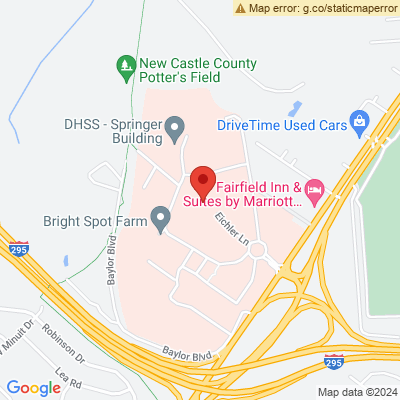 Map error: g.co/staticmaperror
295
New Castle County
Potter's Field
DHSS - Springer
Building
DriveTime Used Cars
Fairfield Inn &
Suites by Marriott...
Bright Spot Farm
Eichler Ln
Baylor Blvd
295
Minuit Dr
Robinson Dr
Lea Rd
Baylor Blvd
295
Google
Map data ©2024